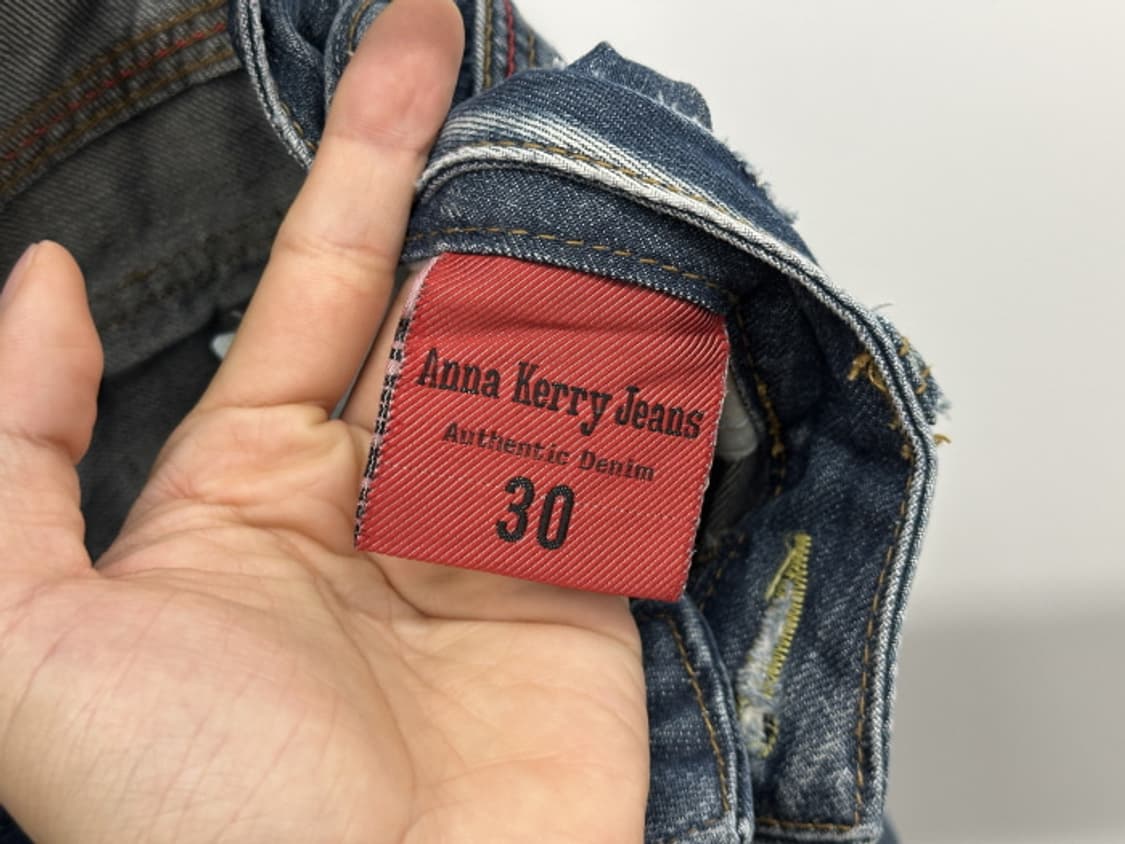 Anna Kerry Jeans
Authentic Denim
30